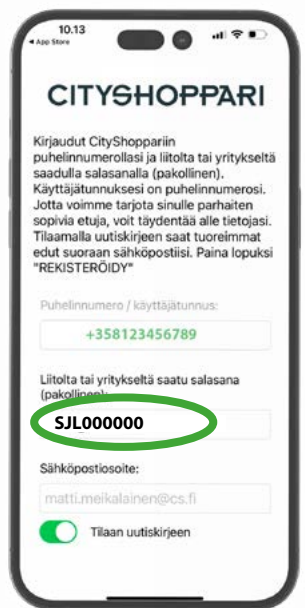 10.13
App Store
CITYSHOPPARI
Kirjaudut CityShoppariin
puhelinnumerollasi ja liitolta tai yritykseltä
saadulla salasanalla (pakollinen).
Käyttäjätunnuksesi on puhelinnumerosi.
Jotta voimme tarjota sinulle parhaiten
sopivia etuja, voit täydentää alle tietojasi.
Tilaamalla uutiskirjeen saat tuoreimmat
edut suoraan sähköpostiisi. Paina lopuksi
"REKISTERÖIDY"
Puhelinnumero / käyttäjätunnus:
+358123456789
Liitolta tai yritykseltä saatu salasana
(pakollinen):
SJL000000
Sähköpostiosoite:
matti.meikalainen@cs.fi
Tilaan uutiskirjeen